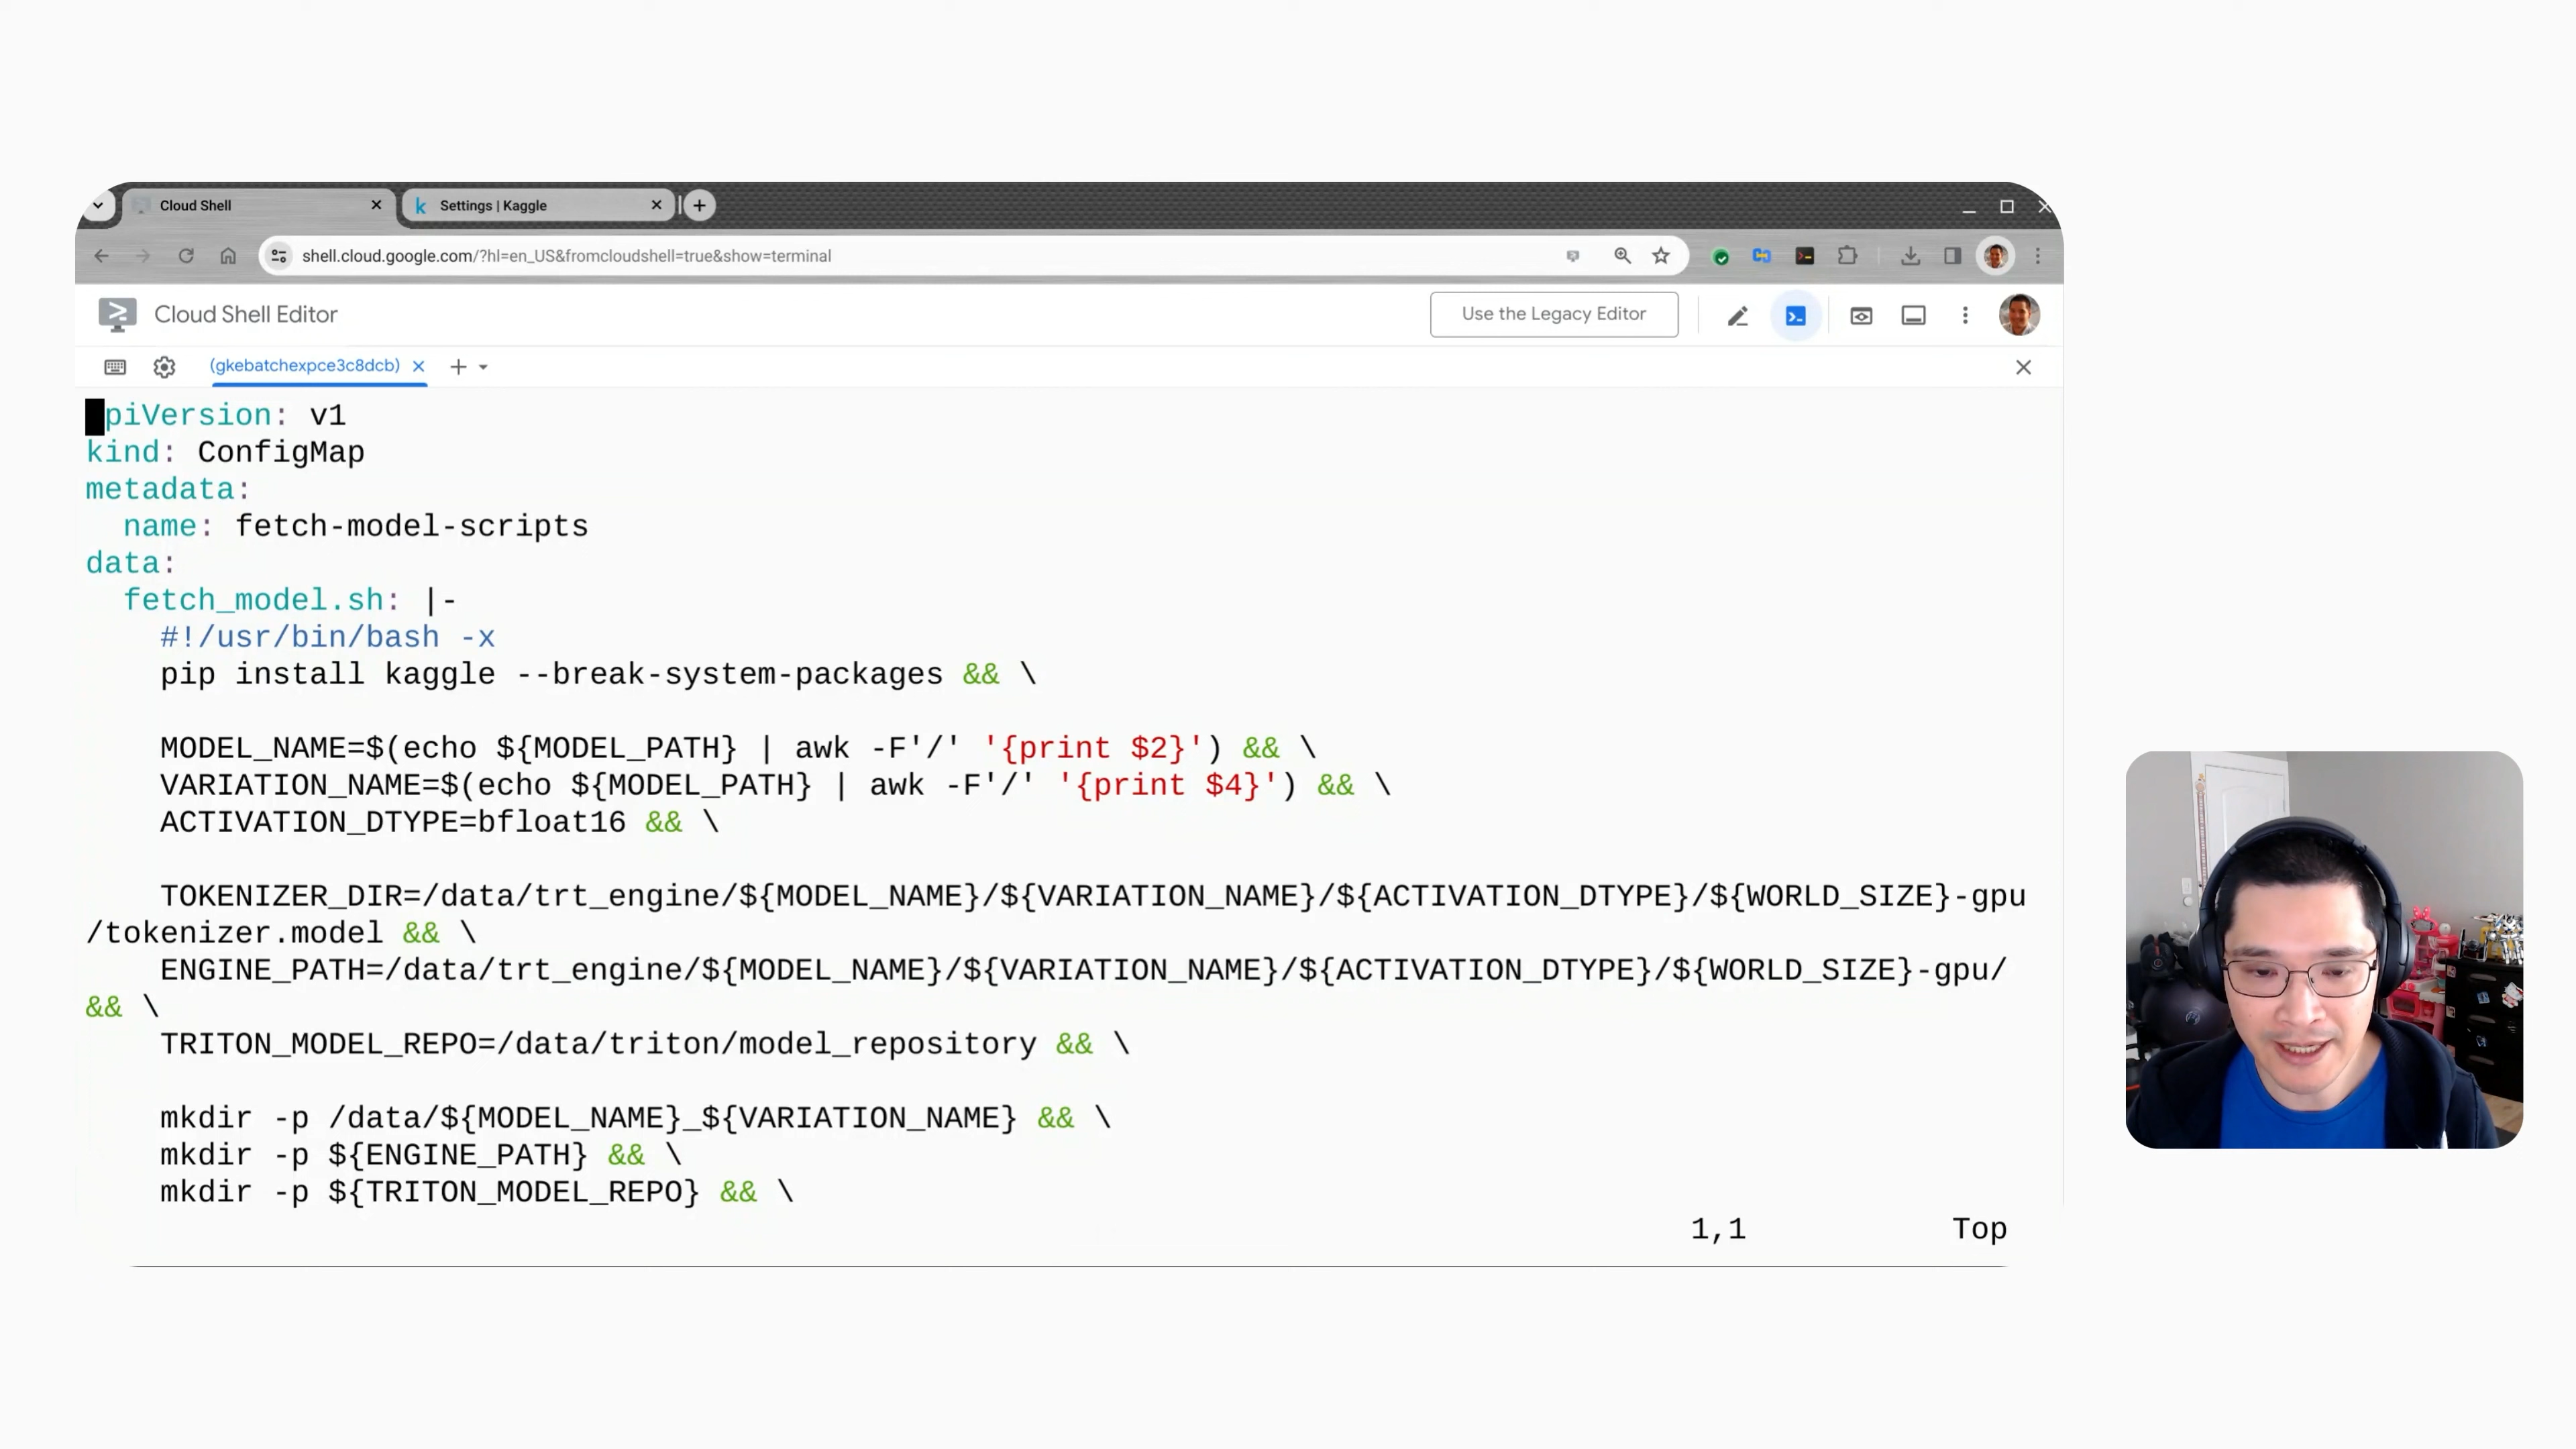 Cloud Shell
Settings | Kaggle
shell.cloud.google.com/?hl=en_US&fromcloudshell=true&show=terminal
Cloud Shell Editor
Use the Legacy Editor
(gkebatchexpce3c8dcb)
piVersion: v1
kind: ConfigMap
metadata:
  name: fetch-model-scripts
data:
  fetch_model.sh: |-
    #!/usr/bin/bash -x
    pip install kaggle --break-system-packages && \
    MODEL_NAME=$(echo ${MODEL_PATH} | awk -F'/' '{print $2}') && \
    VARIATION_NAME=$(echo ${MODEL_PATH} | awk -F'/' '{print $4}') && \
    ACTIVATION_DTYPE=bfloat16 && \
    TOKENIZER_DIR=/data/trt_engine/${MODEL_NAME}/${VARIATION_NAME}/${ACTIVATION_DTYPE}/${WORLD_SIZE}-gpu
/tokenizer.model && \
    ENGINE_PATH=/data/trt_engine/${MODEL_NAME}/${VARIATION_NAME}/${ACTIVATION_DTYPE}/${WORLD_SIZE}-gpu/
&& \
    TRITON_MODEL_REPO=/data/triton/model_repository && \
    mkdir -p /data/${MODEL_NAME}_${VARIATION_NAME} && \
    mkdir -p ${ENGINE_PATH} && \
    mkdir -p ${TRITON_MODEL_REPO} && \
1,1 Top